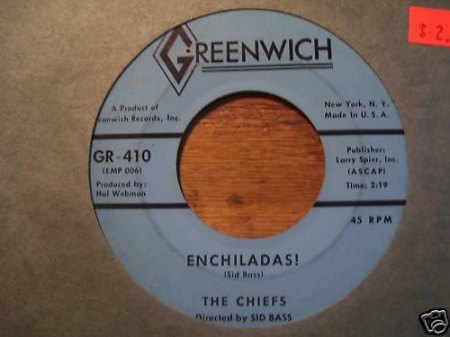 GREENWICH
$2.
A Product of
eenwich Records, Inc.
New York, N. Y.
Made In U.S.A.
GR-410
(EMP 006)
Produced by:
Hal Webman
Publisher:
Larry Spier, Inc.
(ASCAP)
Time: 2:19
45 RPM
ENCHILADAS!
(Sid Bass)
THE CHIEFS
Directed by SID BASS